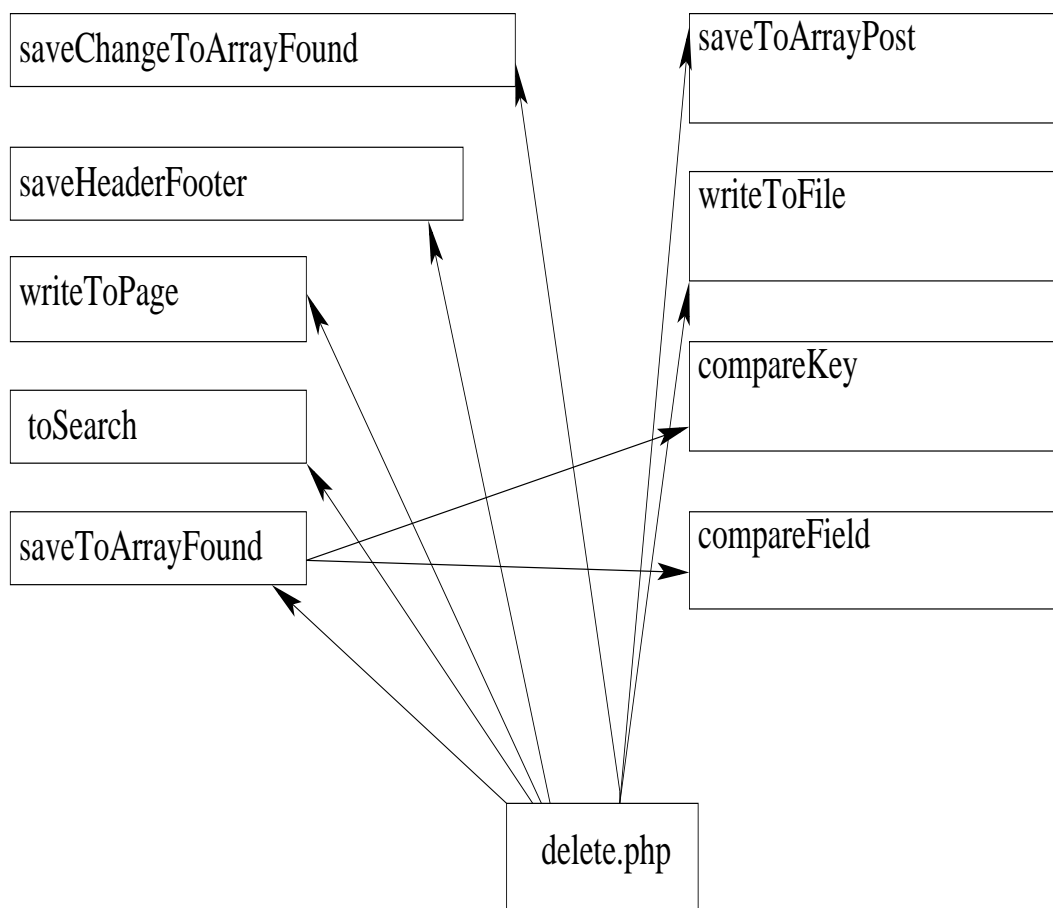 saveChangeToArrayFound
saveHeaderFooter
writeToPage
toSearch
saveToArrayFound
saveToArrayPost
writeToFile
compareKey
compareField
delete.php